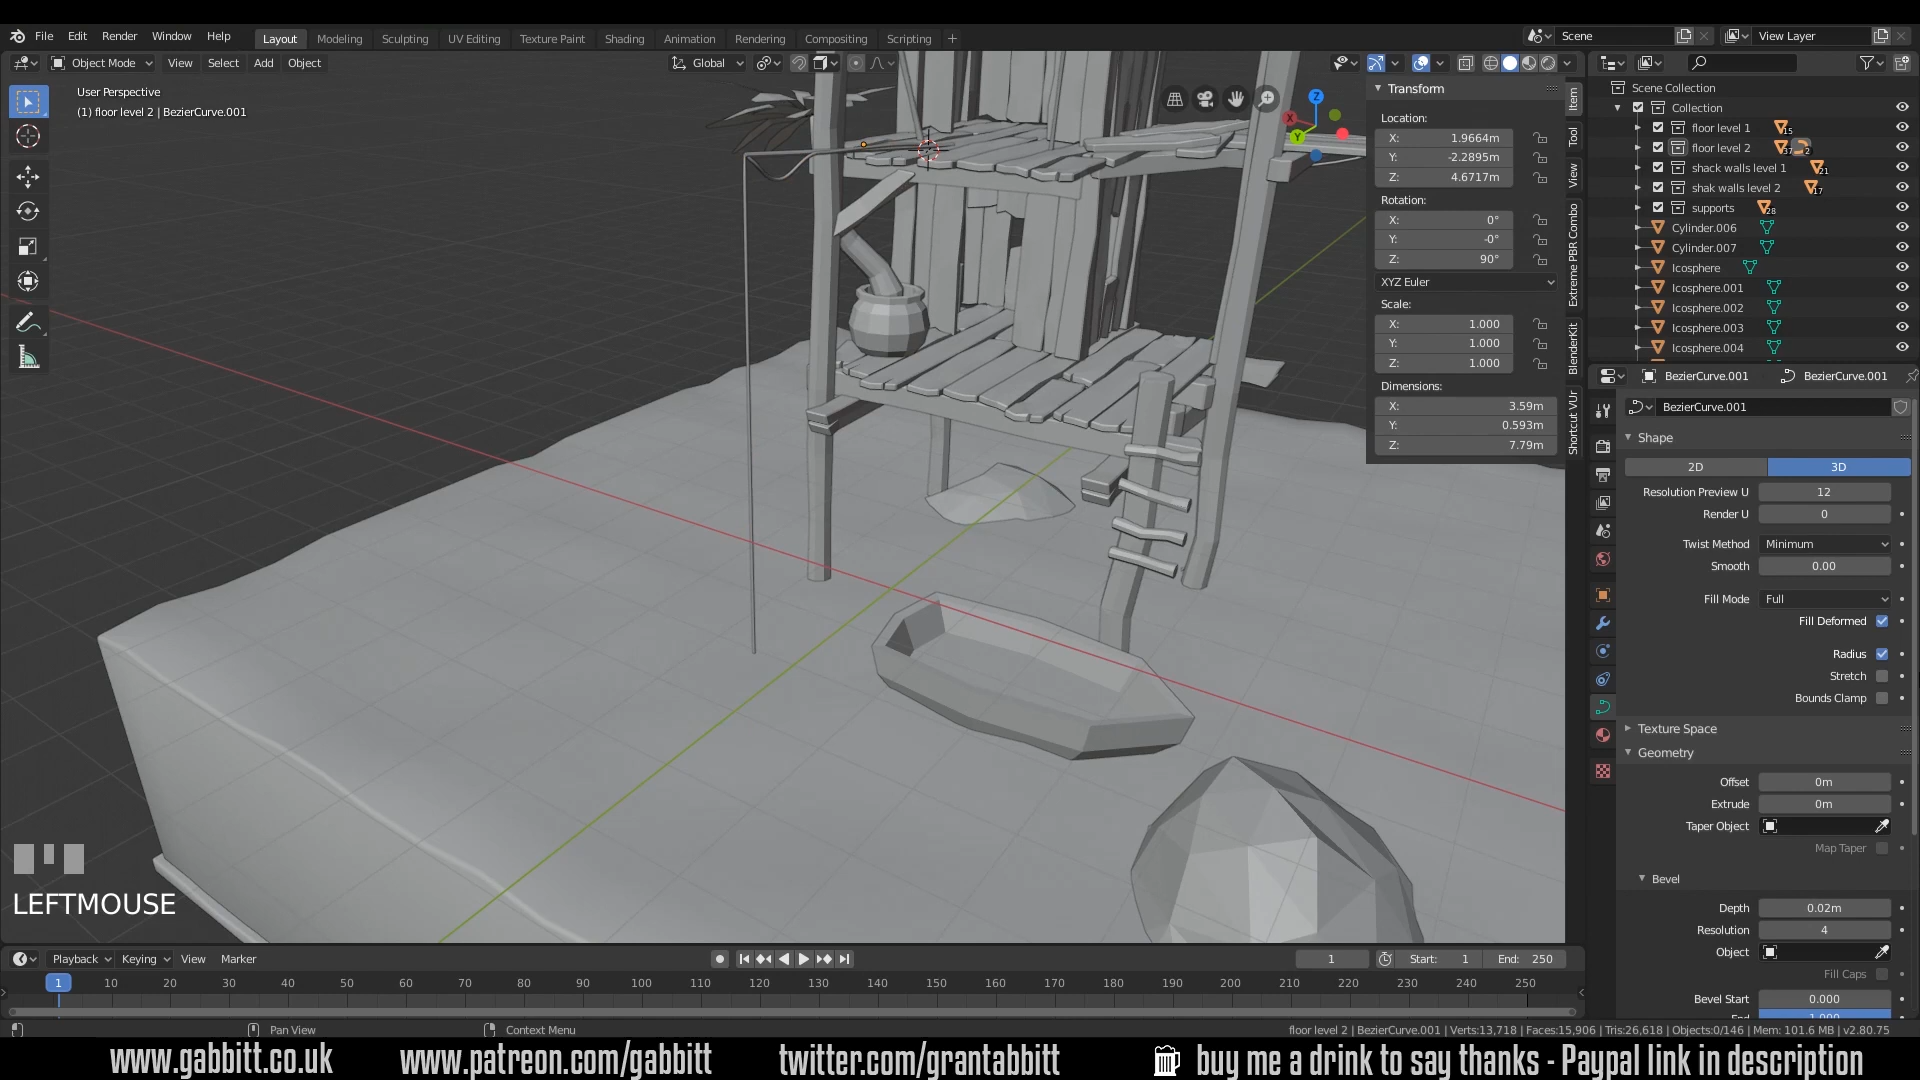 File Edit Render Window Help Layout Modeling Sculpting UV Editing Texture Paint Shading Animation Rendering Compositing Scripting Scene View Layer
Object Mode View Select Add Object Global
User Perspective
(1) floor level 2 | BezierCurve.001
Transform
Location:
X: 1.9664m
Y: -2.2895m
Z: 4.6717m
Rotation:
X: 0°
Y: -0°
Z: 90°
XYZ Euler
Scale:
X: 1.000
Y: 1.000
Z: 1.000
Dimensions:
X: 3.59m
Y: 0.593m
Z: 7.79m
Item
Tool
View
Extreme PBR Combo
BlenderKit
Shortcut VUr
X
Y
Z
Scene Collection
Collection
floor level 1 15
floor level 2 37 2
shack walls level 1 21
shak walls level 2 17
supports 28
Cylinder.006
Cylinder.007
Icosphere
Icosphere.001
Icosphere.002
Icosphere.003
Icosphere.004
BezierCurve.001 BezierCurve.001
BezierCurve.001
Shape
2D 3D
Resolution Preview U 12
Render U 0
Twist Method Minimum
Smooth 0.00
Fill Mode Full
Fill Deformed
Radius
Stretch
Bounds Clamp
Texture Space
Geometry
Offset 0m
Extrude 0m
Taper Object
Map Taper
Bevel
Depth 0.02m
Resolution 4
Object
Fill Caps
Bevel Start 0.000
End 1.000
LEFTMOUSE
Playback Keying View Marker 1 Start: 1 End: 250
1 10 20 30 40 50 60 70 80 90 100 110 120 130 140 150 160 170 180 190 200 210 220 230 240 250
Pan View Context Menu floor level 2 | BezierCurve.001 | Verts:13,718 | Faces:15,906 | Tris:26,618 | Objects:0/146 | Mem: 101.6 MB | v2.80.75
www.gabbitt.co.uk www.patreon.com/gabbitt twitter.com/grantabbitt buy me a drink to say thanks - Paypal link in description